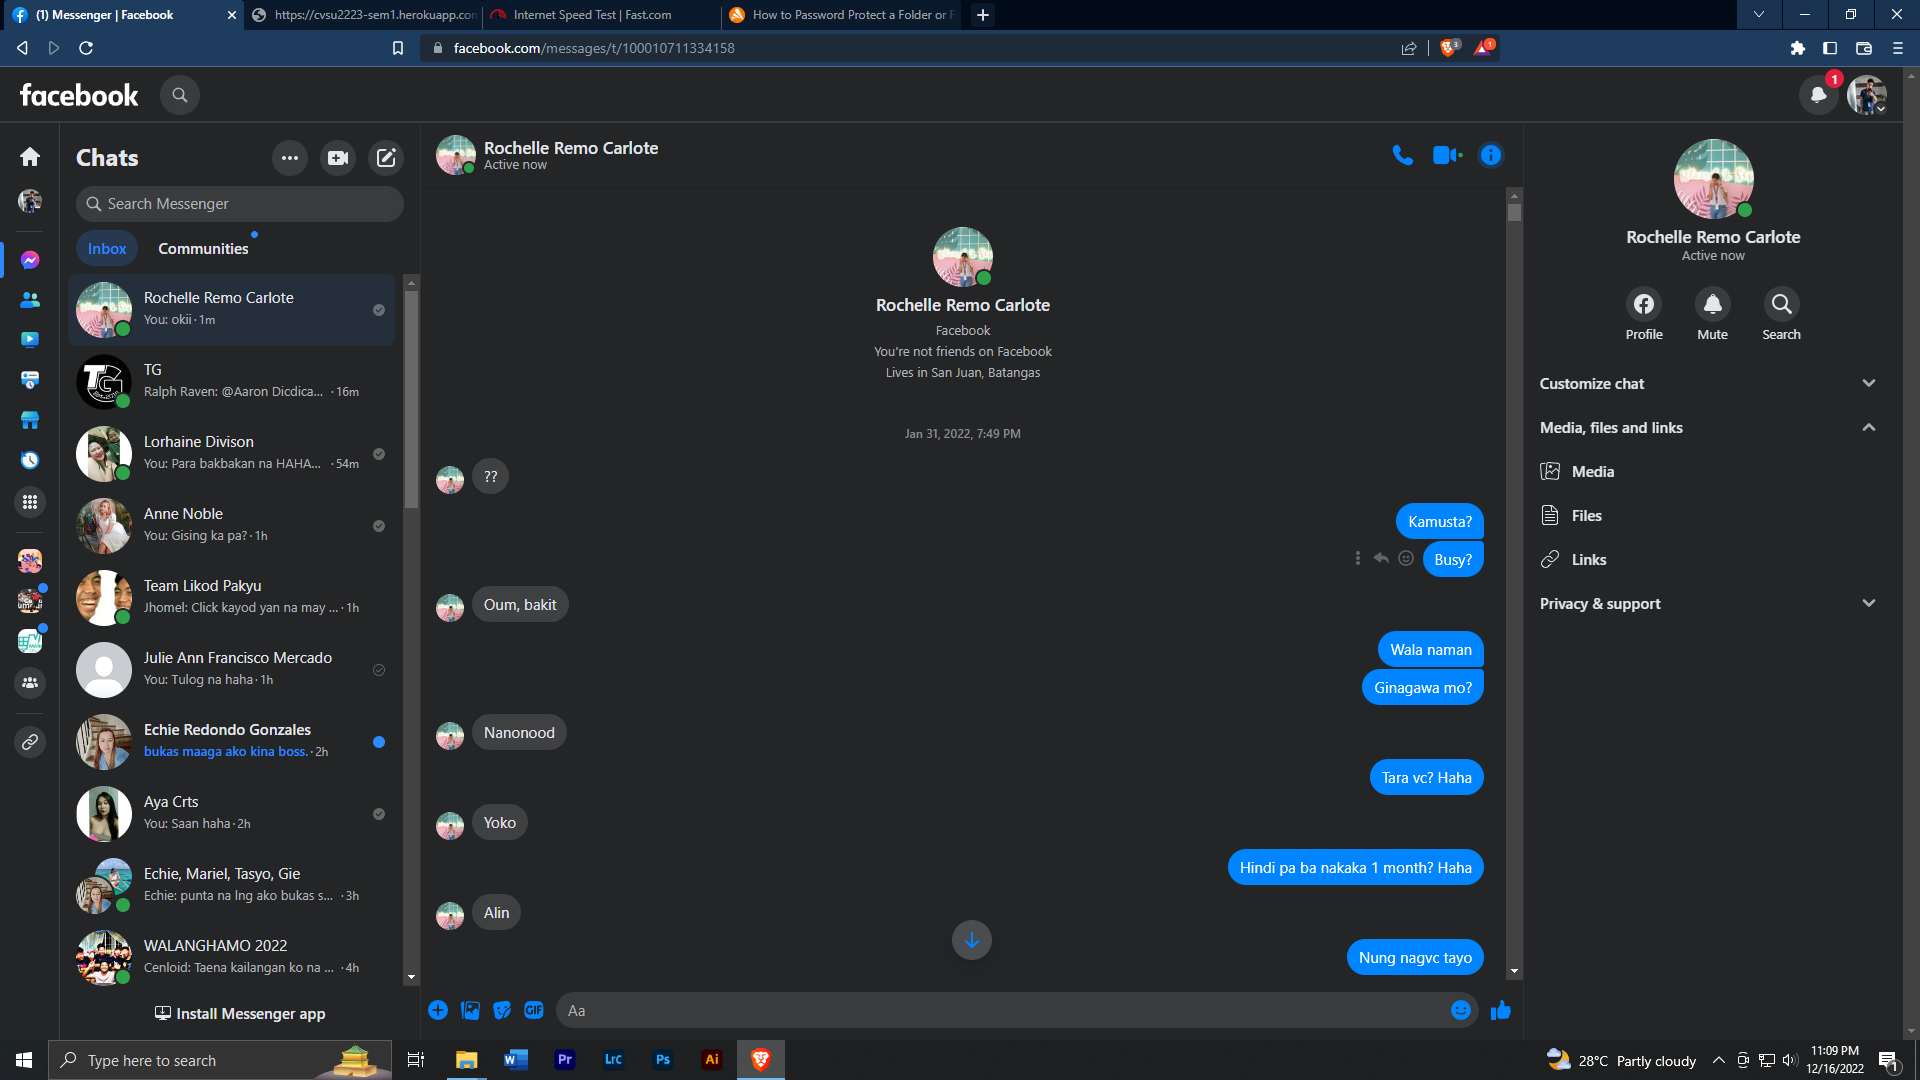 (1) Messenger | Facebook
https://cvsu2223-sem1.herokuapp.con
Internet Speed Test | Fast.com
How to Password Protect a Folder or F
facebook.com/messages/t/100010711334158
3
1
facebook
1
Chats
Search Messenger
Inbox
Communities
Rochelle Remo Carlote
You: okii · 1m
TG
Ralph Raven: @Aaron Dicdica... · 16m
Lorhaine Divison
You: Para bakbakan na HAHA... · 54m
Anne Noble
You: Gising ka pa? · 1h
Team Likod Pakyu
Jhomel: Click kayod yan na may ... · 1h
Julie Ann Francisco Mercado
You: Tulog na haha · 1h
Echie Redondo Gonzales
bukas maaga ako kina boss. · 2h
Aya Crts
You: Saan haha · 2h
Echie, Mariel, Tasyo, Gie
Echie: punta na lng ako bukas s... · 3h
WALANGHAMO 2022
Cenloid: Taena kailangan ko na ... · 4h
Install Messenger app
Rochelle Remo Carlote
Active now
Rochelle Remo Carlote
Facebook
You're not friends on Facebook
Lives in San Juan, Batangas
Jan 31, 2022, 7:49 PM
??
Kamusta?
Busy?
Oum, bakit
Wala naman
Ginagawa mo?
Nanonood
Tara vc? Haha
Yoko
Hindi pa ba nakaka 1 month? Haha
Alin
Nung nagvc tayo
GIF
Aa
Rochelle Remo Carlote
Active now
Profile
Mute
Search
Customize chat
Media, files and links
Media
Files
Links
Privacy & support
Type here to search
W
Pr
Lrc
Ps
Ai
28°C Partly cloudy
11:09 PM
12/16/2022
1